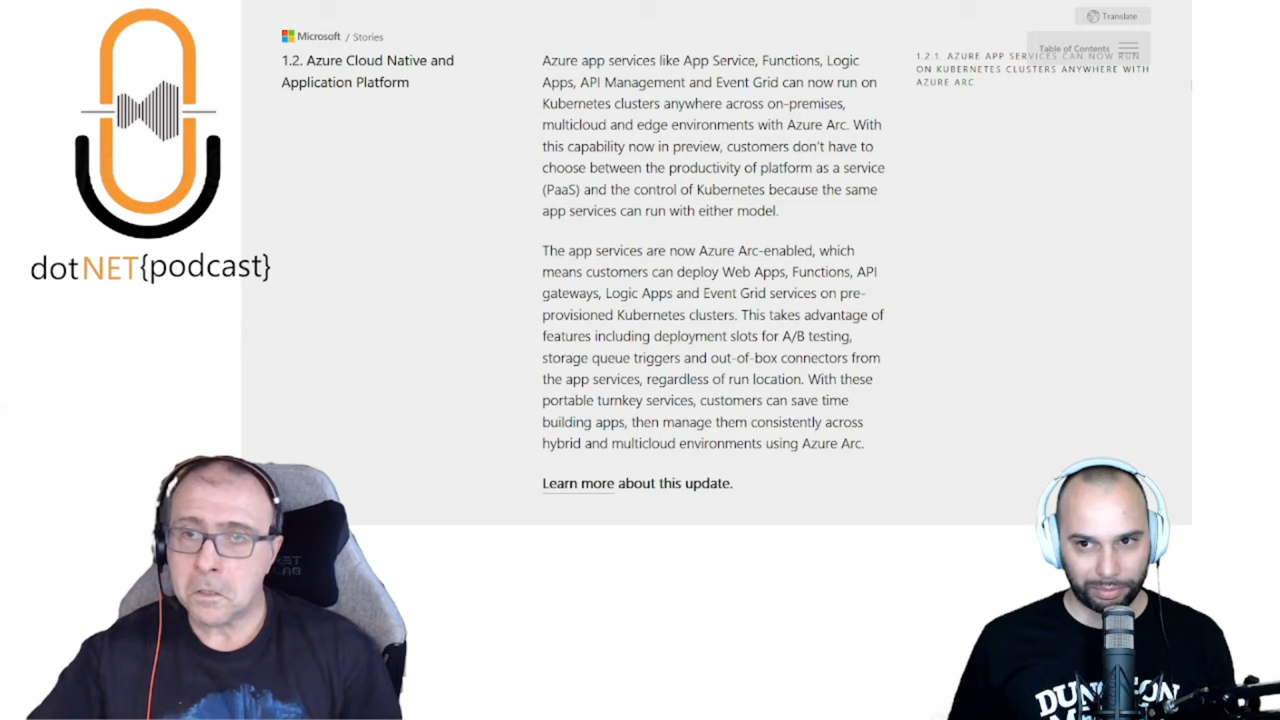 dotNET{podcast}
Microsoft / Stories
1.2. Azure Cloud Native and
Application Platform
Azure app services like App Service, Functions, Logic
Apps, API Management and Event Grid can now run on
Kubernetes clusters anywhere across on-premises,
multicloud and edge environments with Azure Arc. With
this capability now in preview, customers don't have to
choose between the productivity of platform as a service
(PaaS) and the control of Kubernetes because the same
app services can run with either model.
The app services are now Azure Arc-enabled, which
means customers can deploy Web Apps, Functions, API
gateways, Logic Apps and Event Grid services on pre-
provisioned Kubernetes clusters. This takes advantage of
features including deployment slots for A/B testing,
storage queue triggers and out-of-box connectors from
the app services, regardless of run location. With these
portable turnkey services, customers can save time
building apps, then manage them consistently across
hybrid and multicloud environments using Azure Arc.
Learn more about this update.
Translate
Table of Contents
1.2.1. AZURE APP SERVICES CAN NOW RUN
ON KUBERNETES CLUSTERS ANYWHERE WITH
AZURE ARC